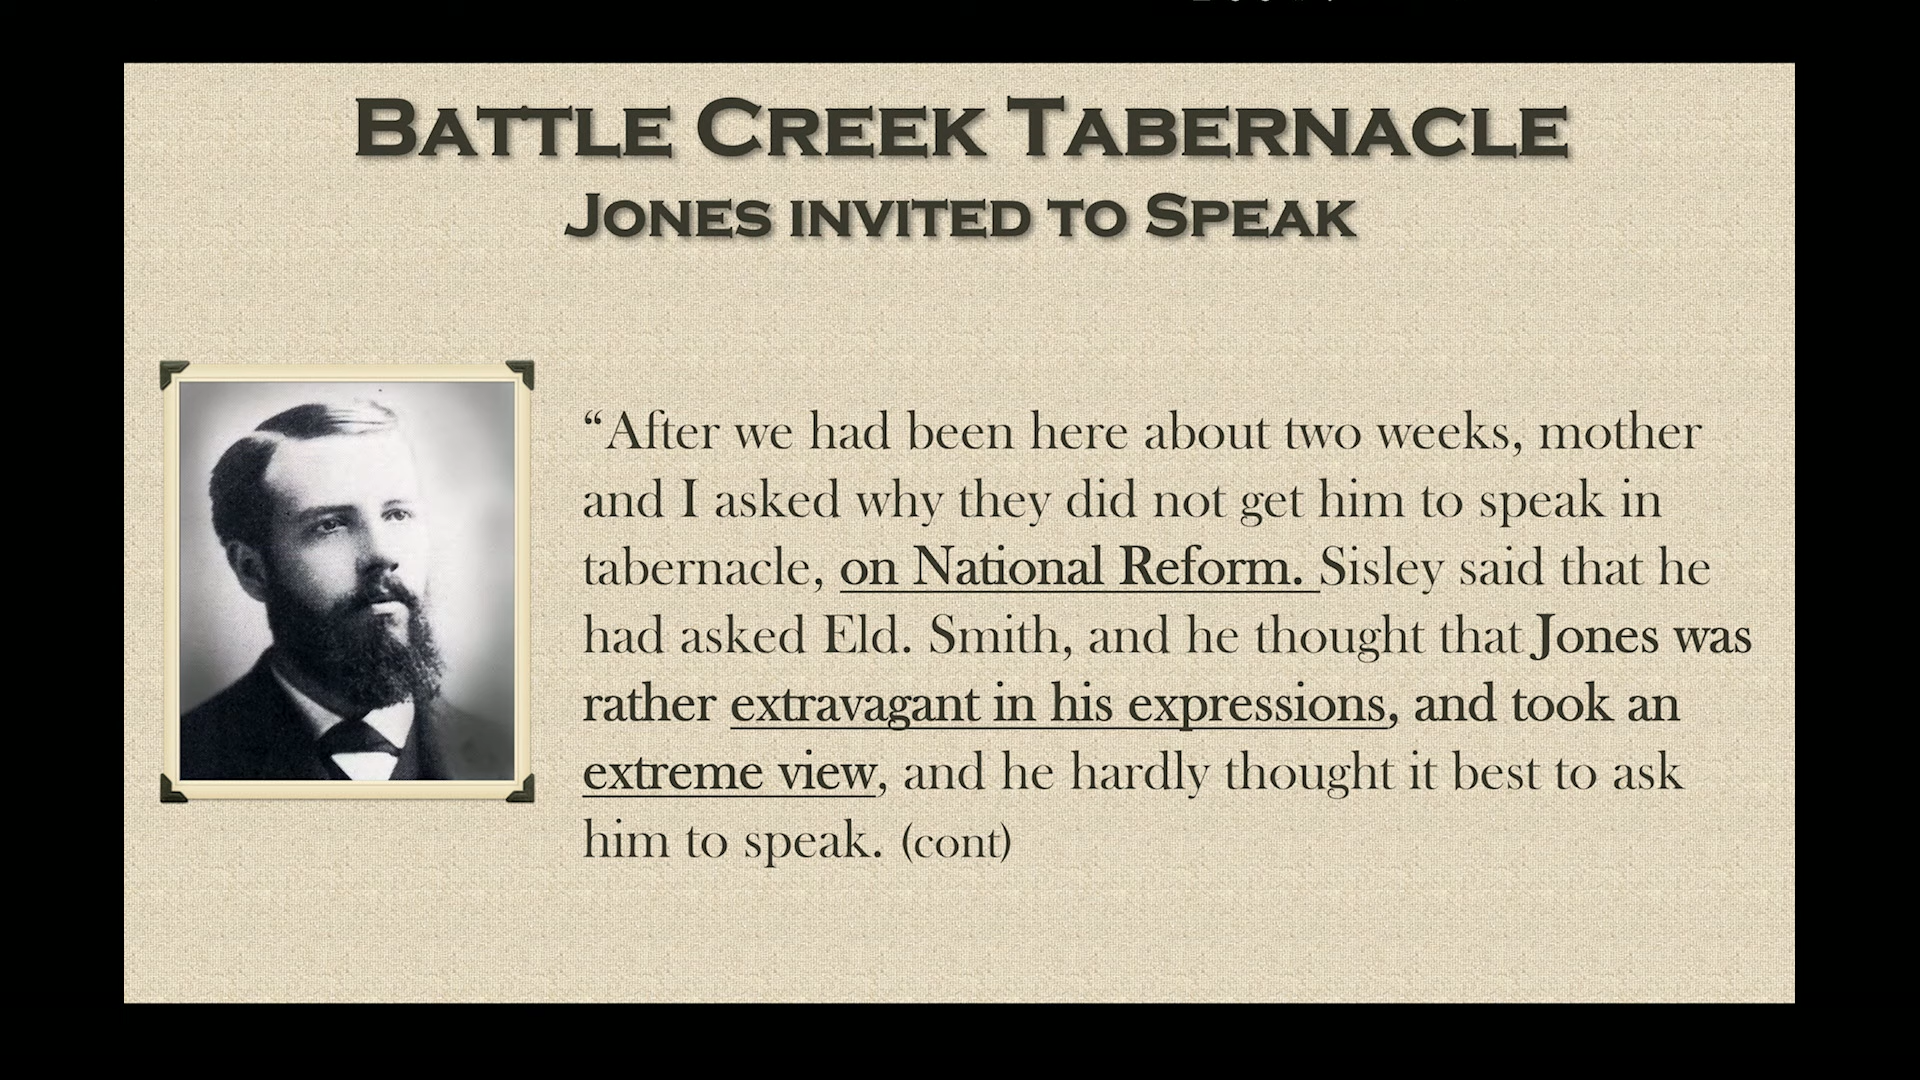 BATTLE CREEK TABERNACLE
JONES INVITED TO SPEAK
“After we had been here about two weeks, mother
and I asked why they did not get him to speak in
tabernacle, on National Reform. Sisley said that he
had asked Eld. Smith, and he thought that Jones was
rather extravagant in his expressions, and took an
extreme view, and he hardly thought it best to ask
him to speak. (cont)